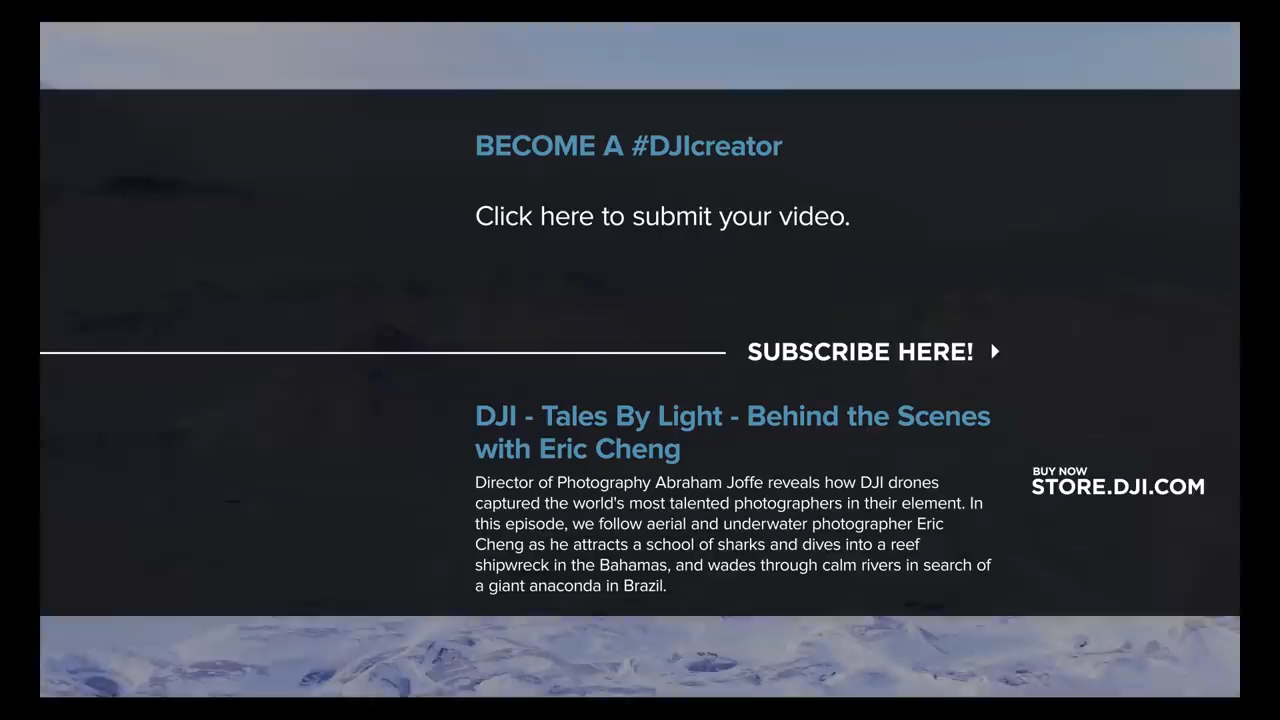 BECOME A #DJIcreator
Click here to submit your video.
SUBSCRIBE HERE!
DJI - Tales By Light - Behind the Scenes
with Eric Cheng
Director of Photography Abraham Joffe reveals how DJI drones
captured the world's most talented photographers in their element. In
this episode, we follow aerial and underwater photographer Eric
Cheng as he attracts a school of sharks and dives into a reef
shipwreck in the Bahamas, and wades through calm rivers in search of
a giant anaconda in Brazil.
BUY NOW
STORE.DJI.COM